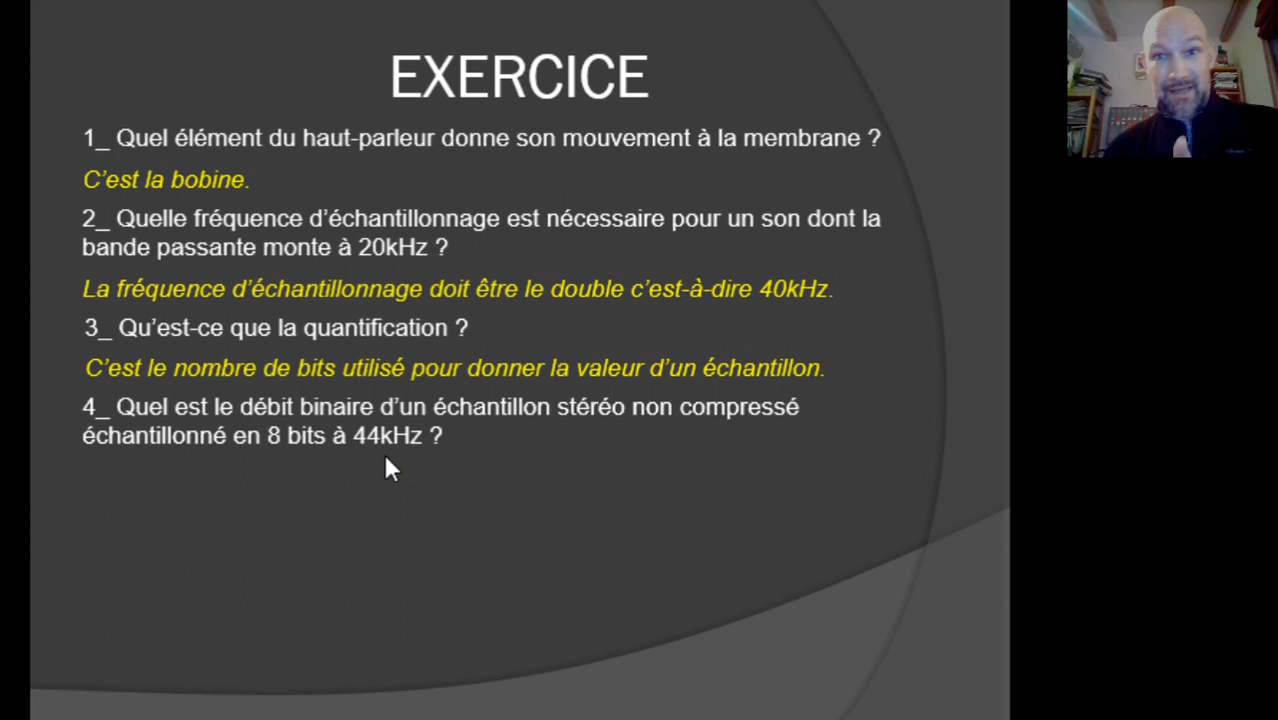 EXERCICE
1_ Quel élément du haut-parleur donne son mouvement à la membrane ?
C’est la bobine.
2_ Quelle fréquence d’échantillonnage est nécessaire pour un son dont la
bande passante monte à 20kHz ?
La fréquence d’échantillonnage doit être le double c’est-à-dire 40kHz.
3_ Qu’est-ce que la quantification ?
C’est le nombre de bits utilisé pour donner la valeur d’un échantillon.
4_ Quel est le débit binaire d’un échantillon stéréo non compressé
échantillonné en 8 bits à 44kHz ?